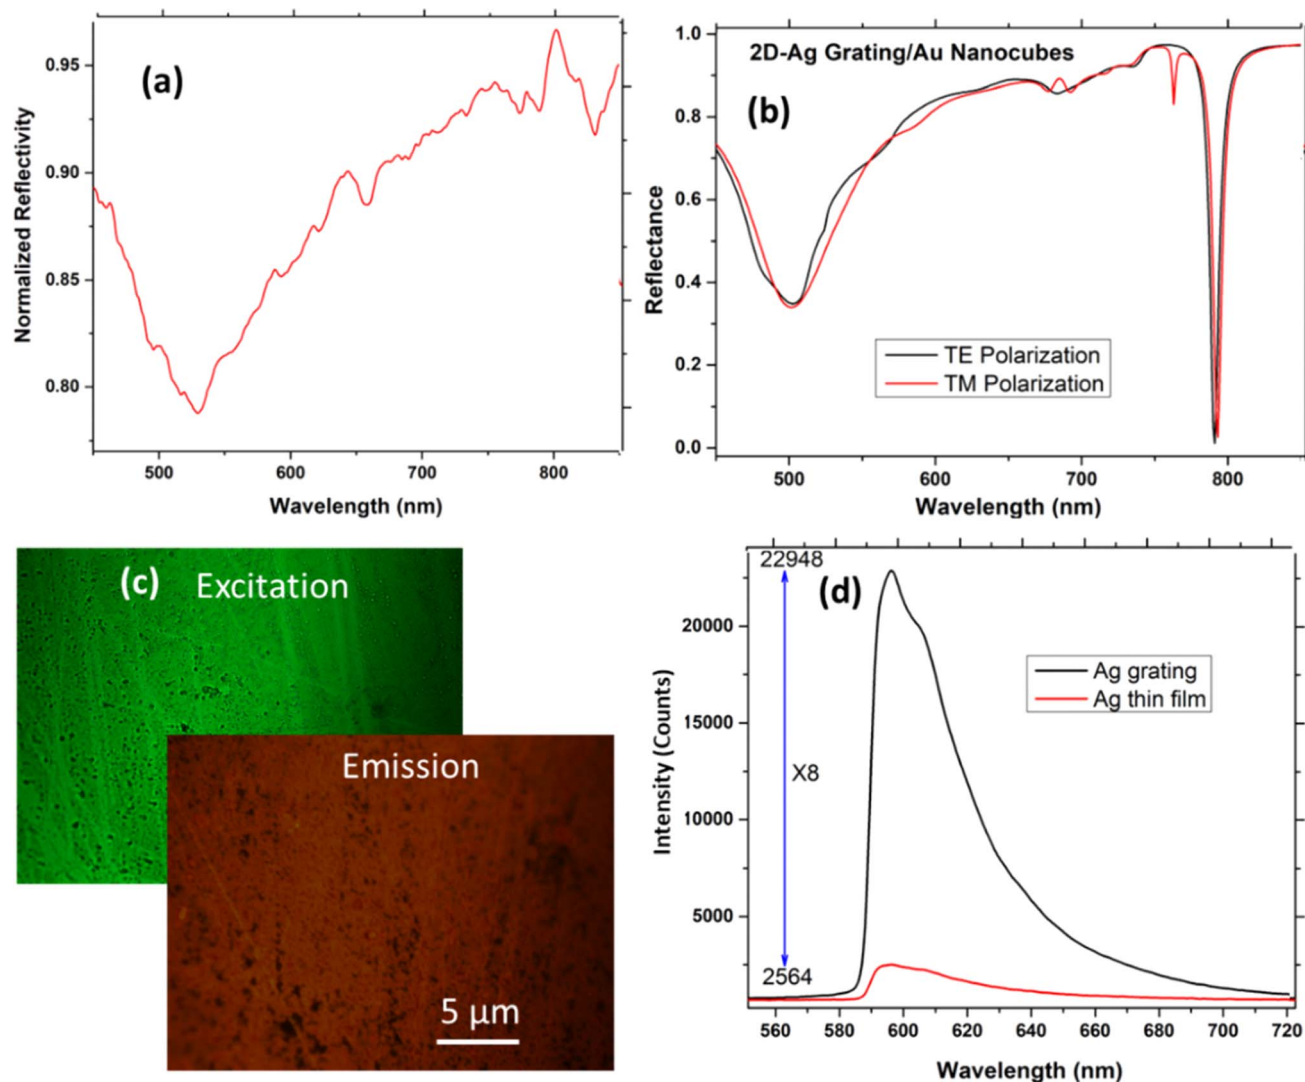 (a)
Normalized Reflectivity
0.95
0.90
0.85
0.80
500
600
700
800
Wavelength (nm)
2D-Ag Grating/Au Nanocubes
(b)
Reflectance
1.0
0.8
0.6
0.4
0.2
0.0
TE Polarization
TM Polarization
500
600
700
800
Wavelength (nm)
(c)
Excitation
Emission
5 µm
22948
(d)
Intensity (Counts)
20000
15000
10000
5000
Ag grating
Ag thin film
X8
2564
560
580
600
620
640
660
680
700
720
Wavelength (nm)